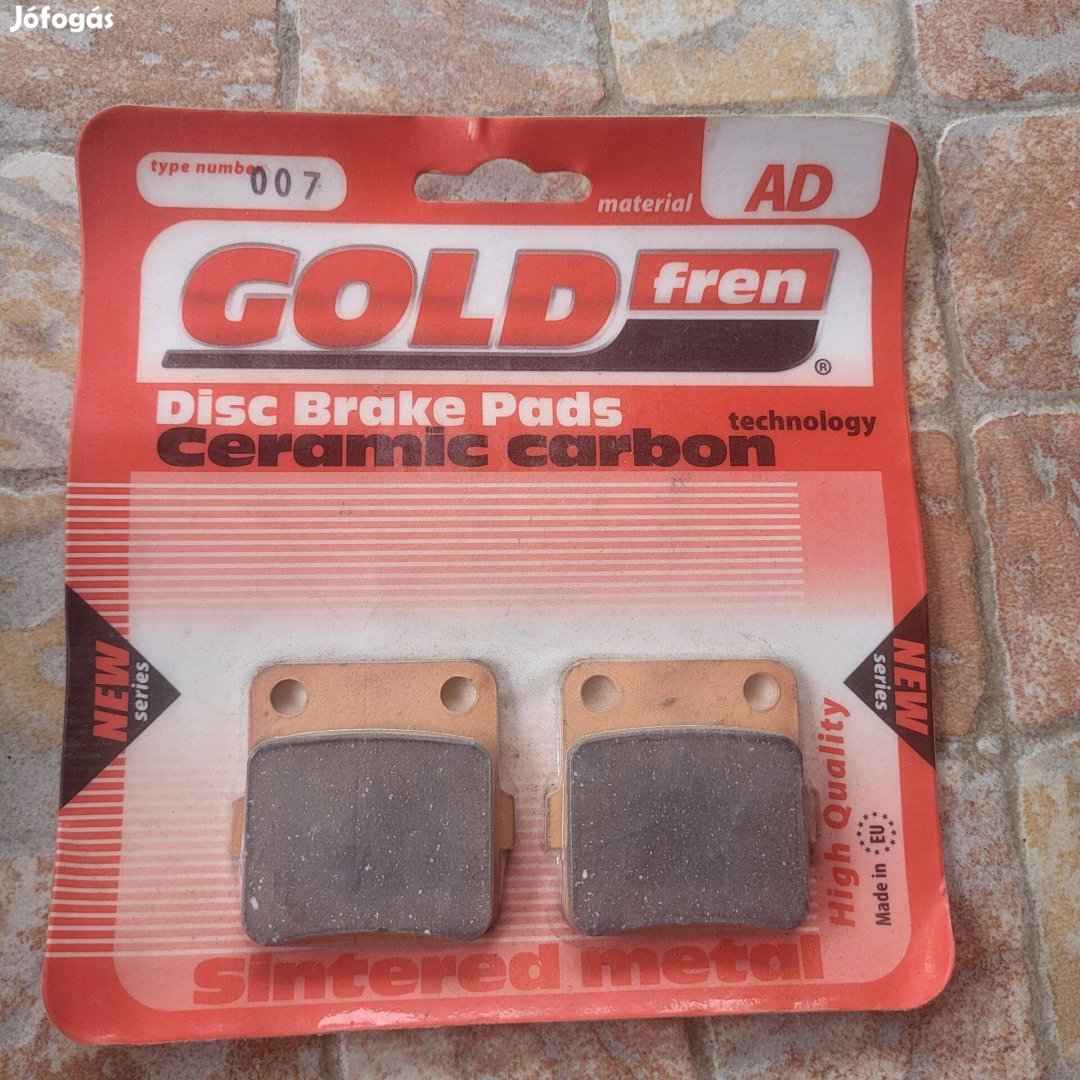 Jófogás
type number 007
material AD
GOLD fren ®
Disc Brake Pads
Ceramic carbon technology
NEW series
NEW series
High Quality
Made in EU
Sintered metal